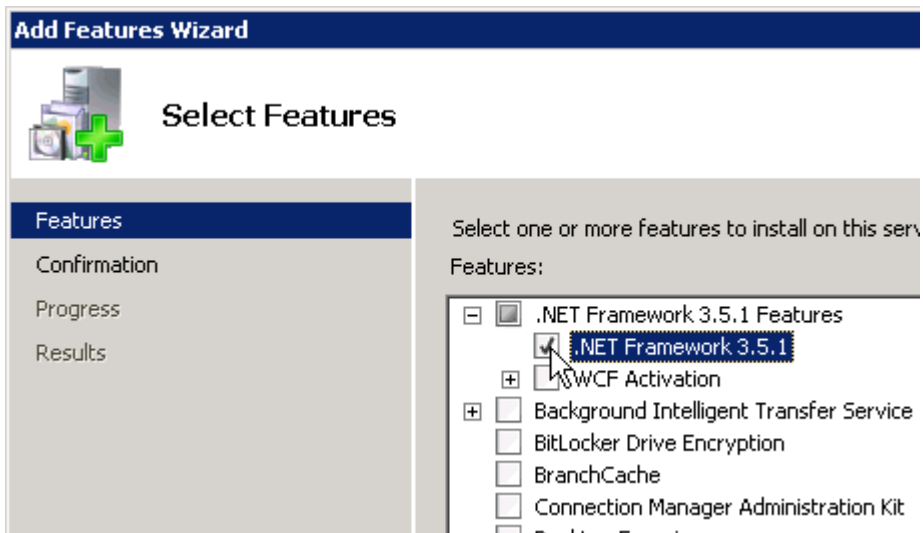 Add Features Wizard
Select Features
Features
Confirmation
Progress
Results
Select one or more features to install on this serv
Features:
.NET Framework 3.5.1 Features
.NET Framework 3.5.1
WCF Activation
Background Intelligent Transfer Service
BitLocker Drive Encryption
BranchCache
Connection Manager Administration Kit